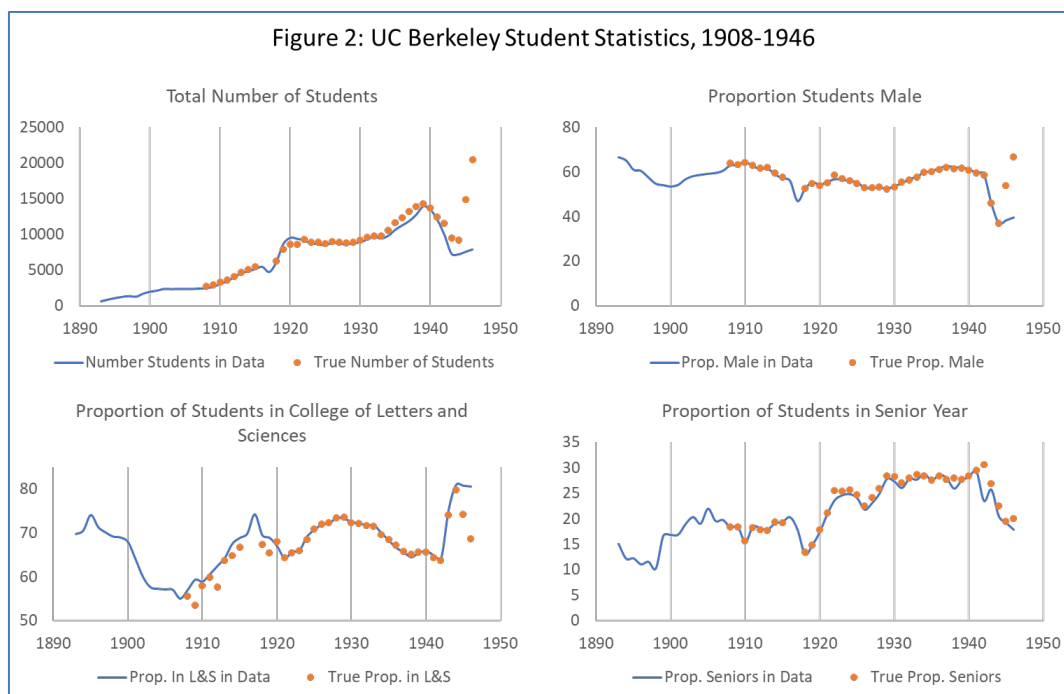 Figure 2: UC Berkeley Student Statistics, 1908-1946
Total Number of Students
25000
20000
15000
10000
5000
0
1890 1900 1910 1920 1930 1940 1950
Number Students in Data True Number of Students
Proportion Students Male
80
60
40
20
0
1890 1900 1910 1920 1930 1940 1950
Prop. Male in Data True Prop. Male
Proportion of Students in College of Letters and
Sciences
80
70
60
50
1890 1900 1910 1920 1930 1940 1950
Prop. In L&S in Data True Prop. in L&S
Proportion of Students in Senior Year
35
30
25
20
15
10
5
0
1890 1900 1910 1920 1930 1940 1950
Prop. Seniors in Data True Prop. Seniors